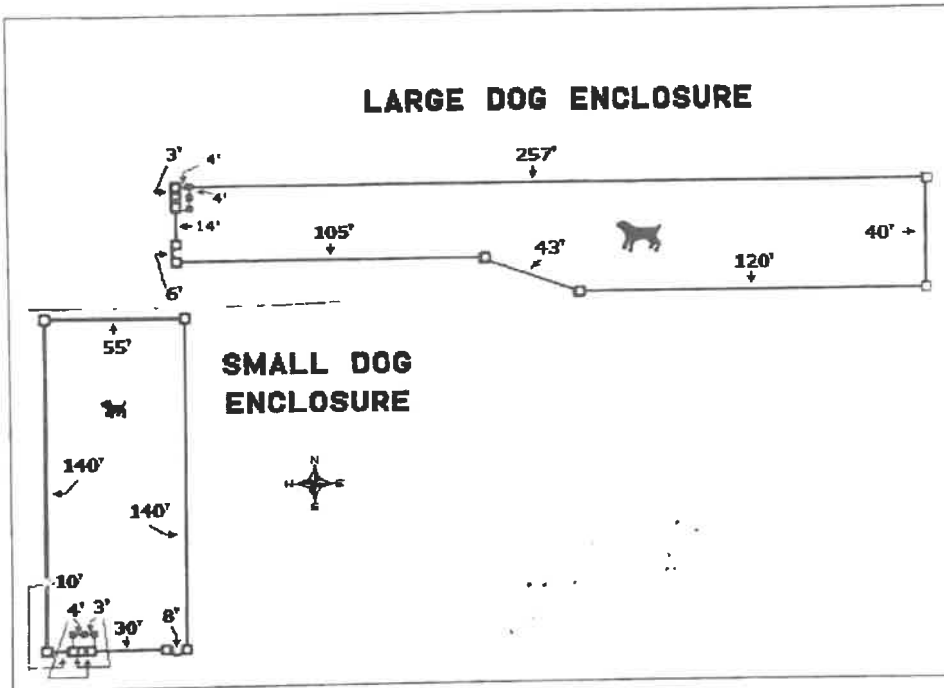 LARGE DOG ENCLOSURE
3' 4' 257'
4'
14' 105' 43' 40'
120'
6'
55'
SMALL DOG
ENCLOSURE
N
140'
140'
10'
4' 3' 8'
30'